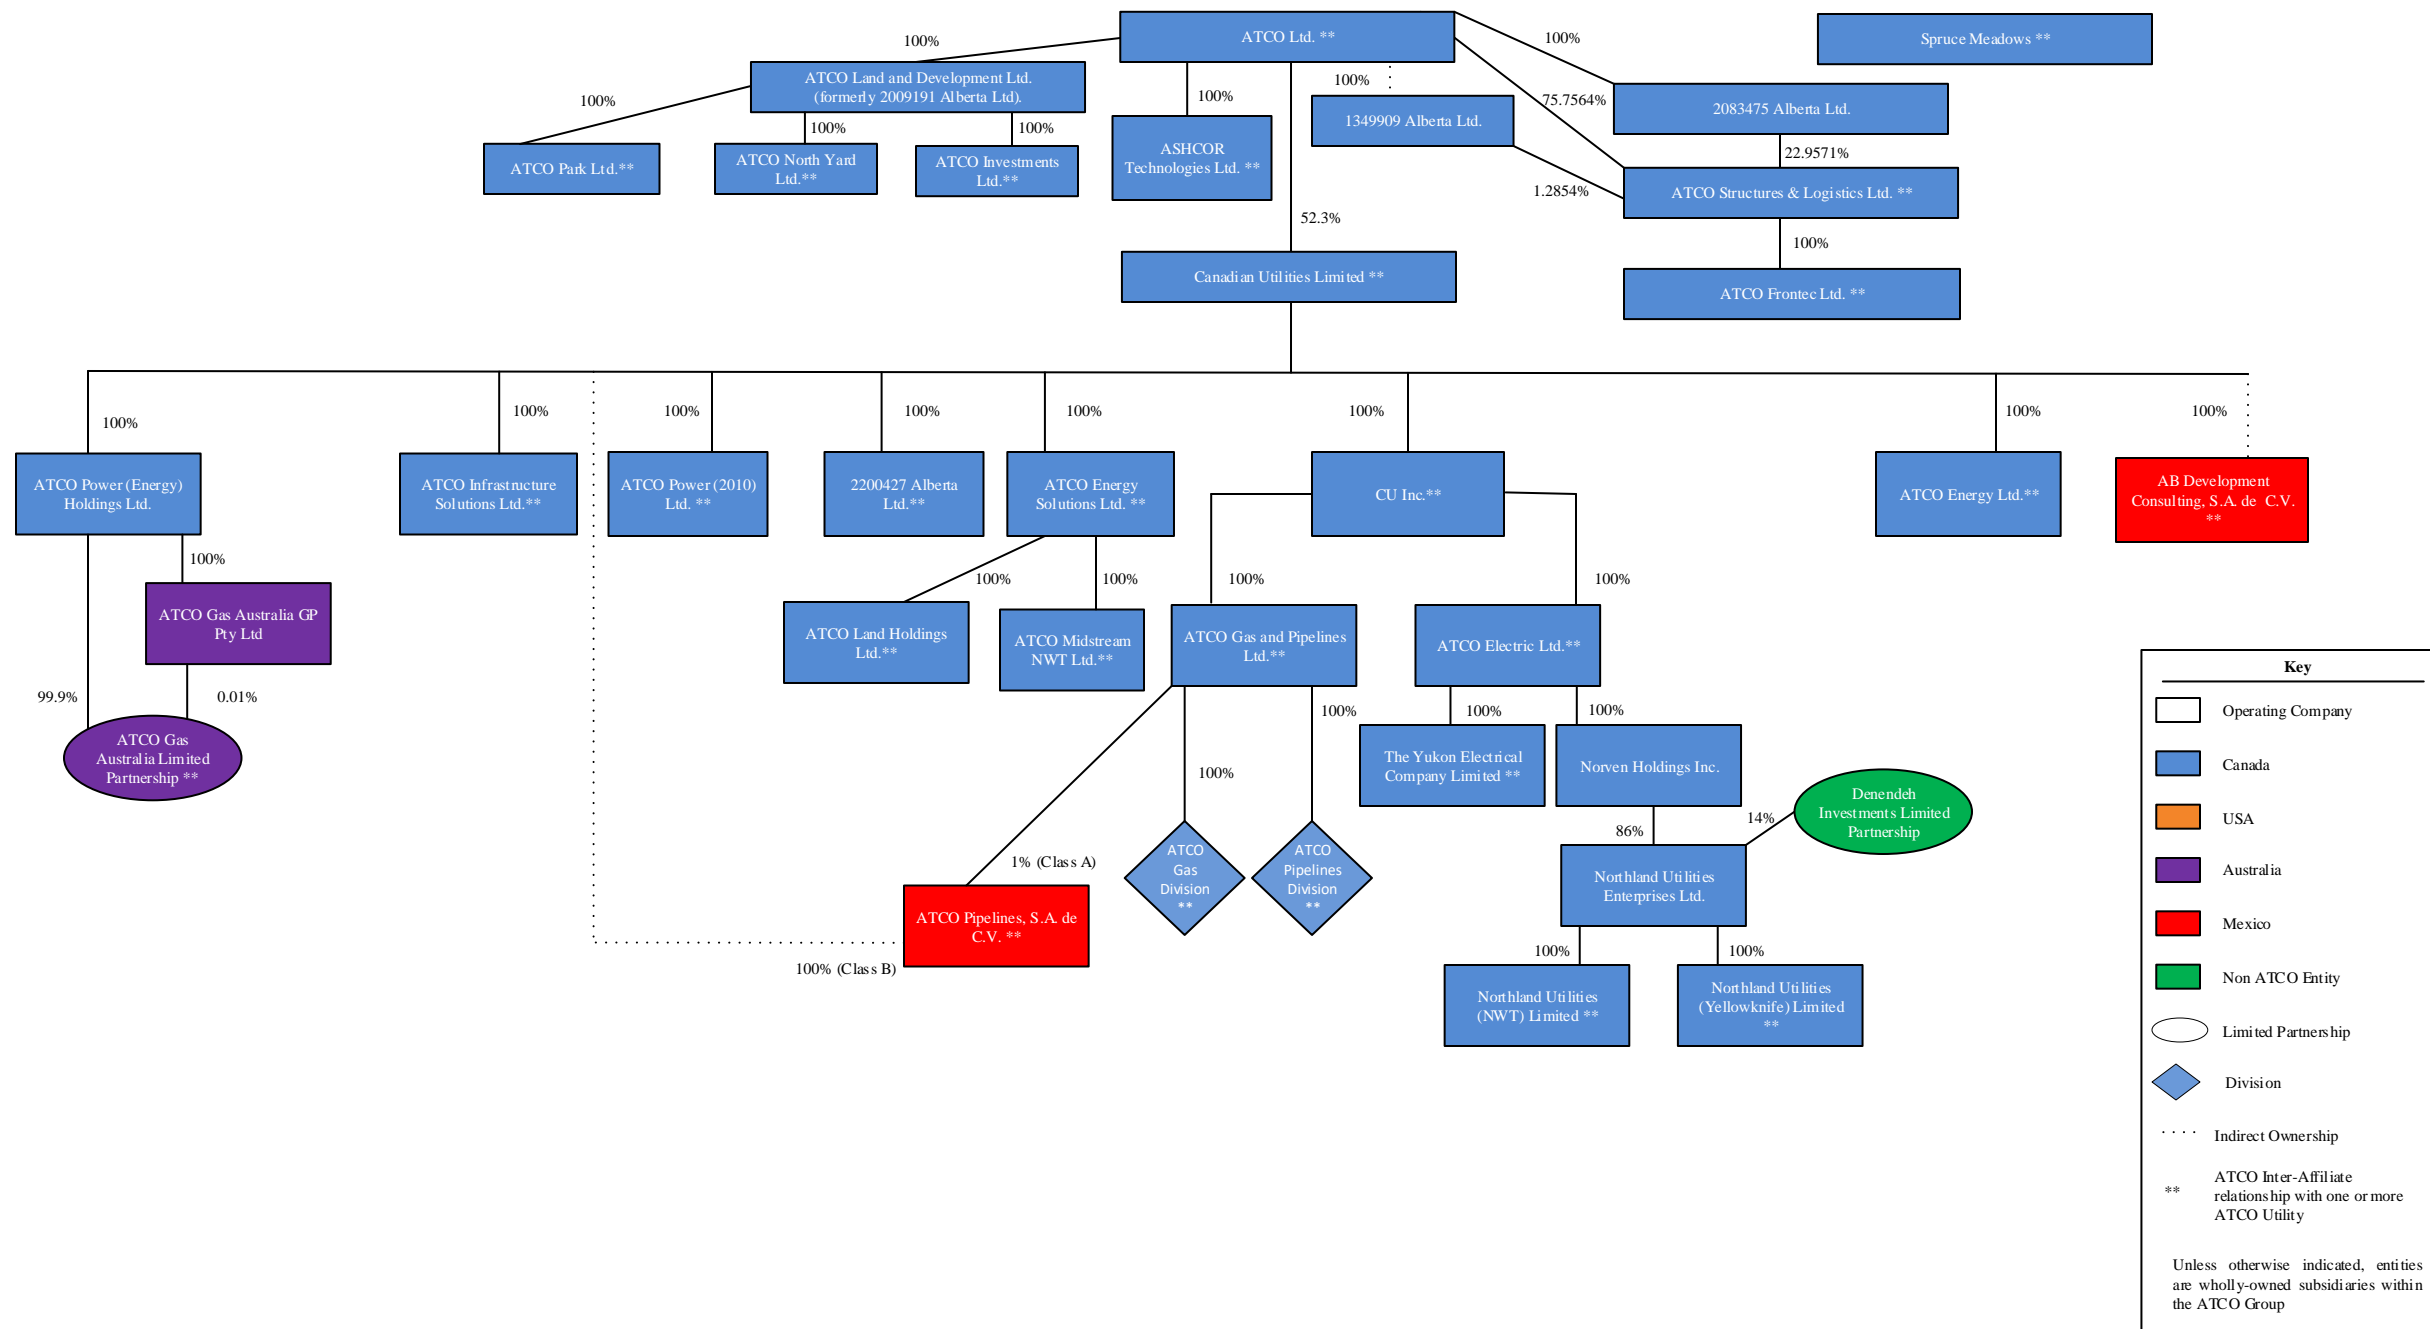 ATCO Ltd. **
Spruce Meadows **
100%
100%
ATCO Land and Development Ltd.
(formerly 2009191 Alberta Ltd).
100%
100%
100%
75.7564%
2083475 Alberta Ltd.
1349909 Alberta Ltd.
100%
100%
100%
ATCO Park Ltd.**
ATCO North Yard
Ltd.**
ATCO Investments
Ltd.**
ASHCOR
Technologies Ltd. **
22.9571%
1.2854%
ATCO Structures & Logistics Ltd. **
52.3%
100%
Canadian Utilities Limited **
ATCO Frontec Ltd. **
100%
100%
100%
100%
100%
100%
100%
100%
ATCO Power (Energy)
Holdings Ltd.
ATCO Infrastructure
Solutions Ltd.**
ATCO Power (2010)
Ltd. **
2200427 Alberta
Ltd.**
ATCO Energy
Solutions Ltd. **
CU Inc.**
ATCO Energy Ltd.**
AB Development
Consulting, S.A. de C.V.
**
100%
100%
100%
100%
100%
ATCO Gas Australia GP
Pty Ltd
ATCO Land Holdings
Ltd.**
ATCO Midstream
NWT Ltd.**
ATCO Gas and Pipelines
Ltd.**
ATCO Electric Ltd.**
99.9%
0.01%
100%
100%
100%
ATCO Gas
Australia Limited
Partnership **
100%
The Yukon Electrical
Company Limited **
Norven Holdings Inc.
Denendeh
Investments Limited
Partnership
86%
14%
1% (Class A)
ATCO
Gas
Division
**
ATCO
Pipelines
Division
**
Northland Utilities
Enterprises Ltd.
ATCO Pipelines, S.A. de
C.V. **
100% (Class B)
100%
100%
Northland Utilities
(NWT) Limited **
Northland Utilities
(Yellowknife) Limited
**
Key
Operating Company
Canada
USA
Australia
Mexico
Non ATCO Entity
Limited Partnership
Division
Indirect Ownership
**
ATCO Inter-Affiliate
relationship with one or more
ATCO Utility
Unless otherwise indicated, entities
are wholly-owned subsidiaries within
the ATCO Group